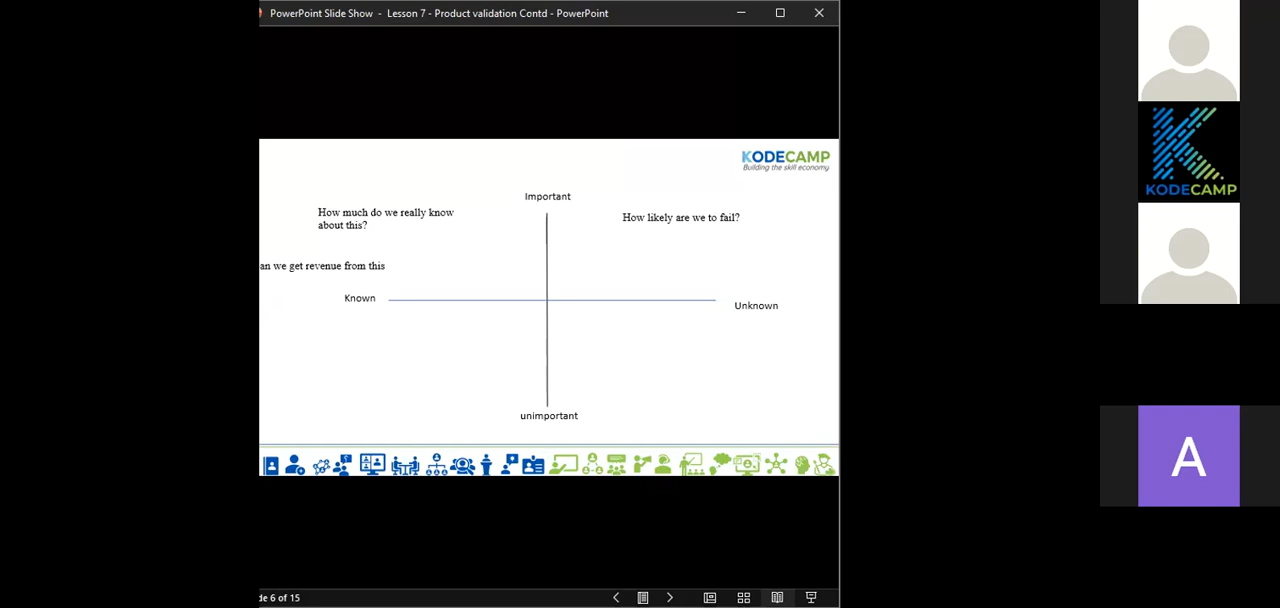 PowerPoint Slide Show - Lesson 7 - Product validation Contd - PowerPoint
KODECAMP
Building the skill economy
Important
How much do we really know
about this?
How likely are we to fail?
an we get revenue from this
Known
Unknown
unimportant
de 6 of 15
KODECAMP
A